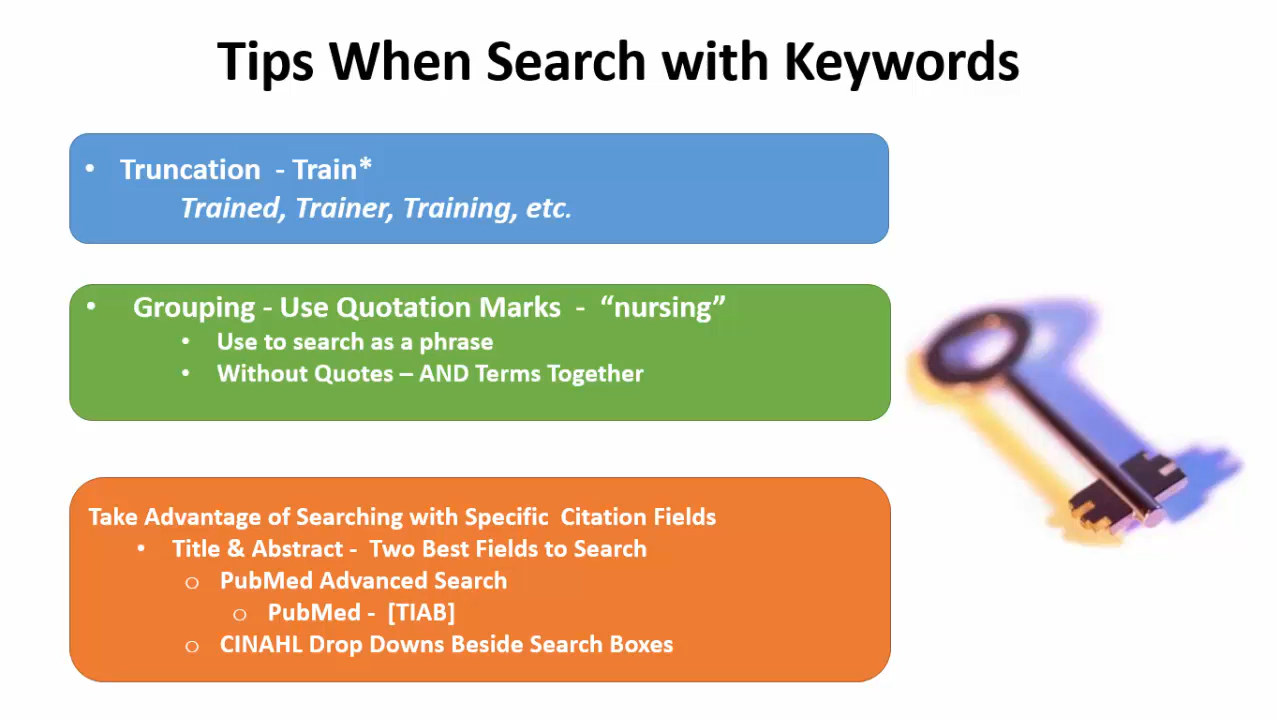 Tips When Search with Keywords
• Truncation - Train*
Trained, Trainer, Training, etc.
• Grouping - Use Quotation Marks - “nursing”
• Use to search as a phrase
• Without Quotes – AND Terms Together
Take Advantage of Searching with Specific Citation Fields
• Title & Abstract - Two Best Fields to Search
o PubMed Advanced Search
o PubMed - [TIAB]
o CINAHL Drop Downs Beside Search Boxes